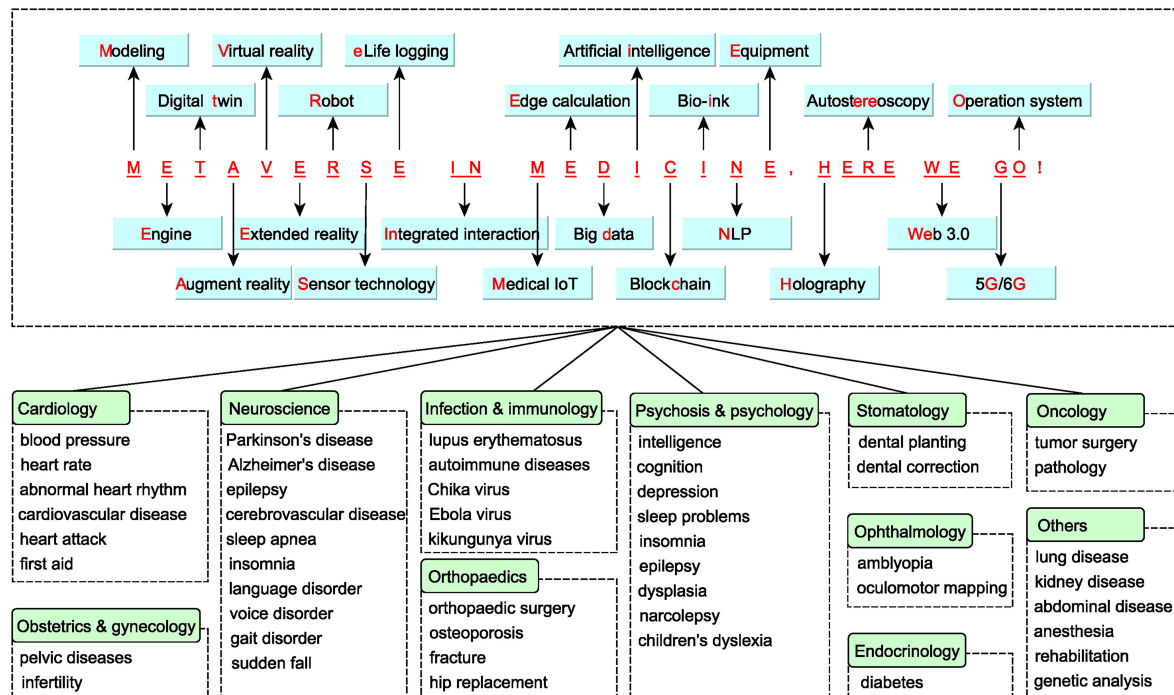 Modeling
Virtual reality
eLife logging
Artificial intelligence
Equipment
Digital twin
Robot
Edge calculation
Bio-ink
Autostereoscopy
Operation system
METAVERSE IN MEDICINE, HERE WE GO!
Engine
Extended reality
Integrated interaction
Big data
NLP
Web 3.0
Augment reality
Sensor technology
Medical IoT
Blockchain
Holography
5G/6G
Cardiology
blood pressure
heart rate
abnormal heart rhythm
cardiovascular disease
heart attack
first aid
Obstetrics & gynecology
pelvic diseases
infertility
Neuroscience
Parkinson's disease
Alzheimer's disease
epilepsy
cerebrovascular disease
sleep apnea
insomnia
language disorder
voice disorder
gait disorder
sudden fall
Infection & immunology
lupus erythematosus
autoimmune diseases
Chika virus
Ebola virus
kikungunya virus
Orthopaedics
orthopaedic surgery
osteoporosis
fracture
hip replacement
Psychosis & psychology
intelligence
cognition
depression
sleep problems
insomnia
epilepsy
dysplasia
narcolepsy
children's dyslexia
Stomatology
dental planting
dental correction
Ophthalmology
amblyopia
oculomotor mapping
Endocrinology
diabetes
Oncology
tumor surgery
pathology
Others
lung disease
kidney disease
abdominal disease
anesthesia
rehabilitation
genetic analysis